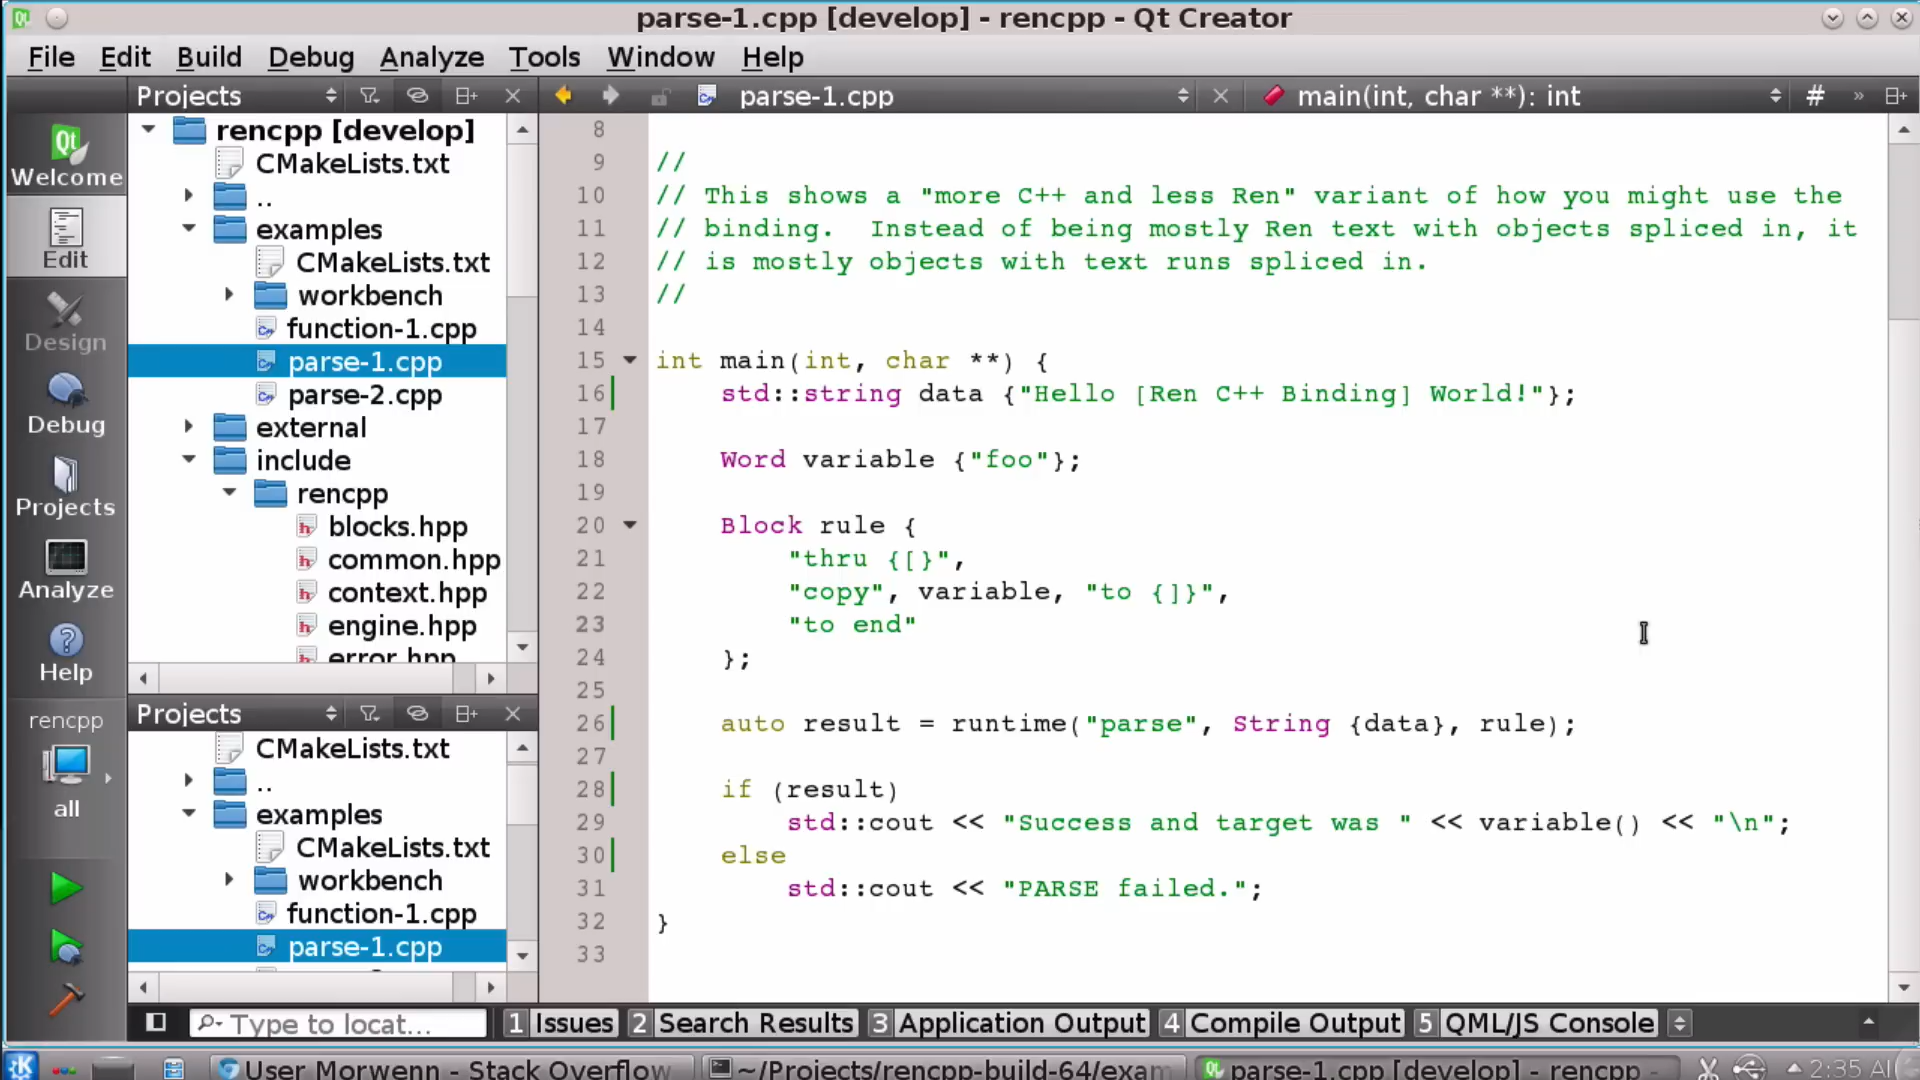 parse-1.cpp [develop] - rencpp - Qt Creator
File Edit Build Debug Analyze Tools Window Help
Projects
parse-1.cpp
main(int, char **): int
#
»
Welcome
Edit
Design
Debug
Projects
Analyze
Help
rencpp
all
rencpp [develop]
CMakeLists.txt
..
examples
CMakeLists.txt
workbench
function-1.cpp
parse-1.cpp
parse-2.cpp
external
include
rencpp
blocks.hpp
common.hpp
context.hpp
engine.hpp
error.hpp
Projects
CMakeLists.txt
..
examples
CMakeLists.txt
workbench
function-1.cpp
parse-1.cpp
8
9 //
10 // This shows a "more C++ and less Ren" variant of how you might use the
11 // binding.  Instead of being mostly Ren text with objects spliced in, it
12 // is mostly objects with text runs spliced in.
13 //
14
15 int main(int, char **) {
16     std::string data {"Hello [Ren C++ Binding] World!"};
17
18     Word variable {"foo"};
19
20     Block rule {
21         "thru {[}",
22         "copy", variable, "to {]}",
23         "to end"
24     };
25
26     auto result = runtime("parse", String {data}, rule);
27
28     if (result)
29         std::cout << "Success and target was " << variable() << "\n";
30     else
31         std::cout << "PARSE failed.";
32 }
33
Type to locat...
1 Issues 2 Search Results 3 Application Output 4 Compile Output 5 QML/JS Console
User Morwenn - Stack Overflow
~/Projects/rencpp-build-64/exam
parse-1.cpp [develop] - rencpp -
2:35 A